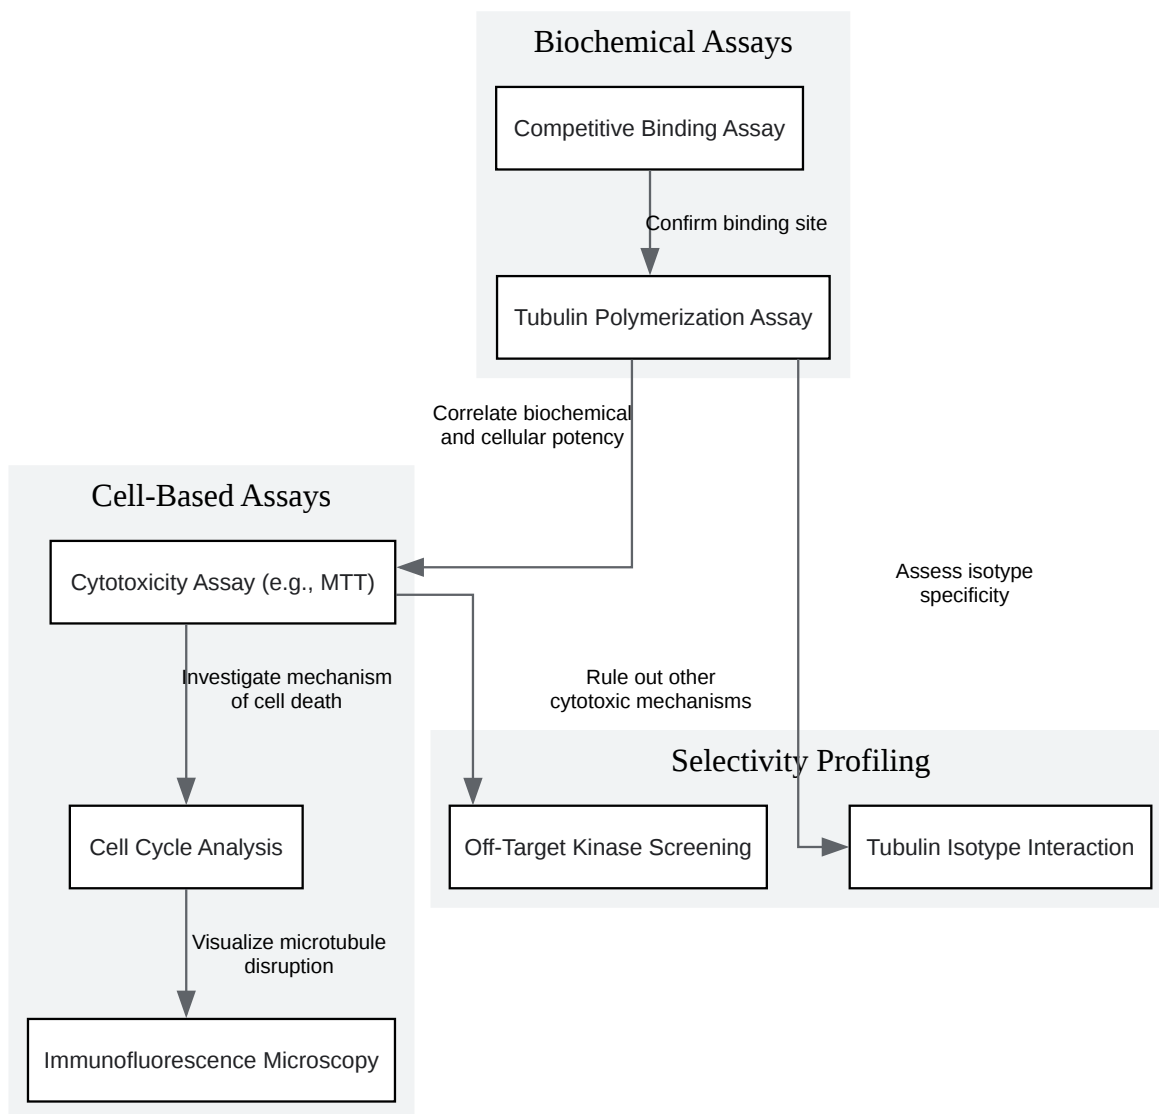 Biochemical Assays
Competitive Binding Assay
Confirm binding site
Tubulin Polymerization Assay
Correlate biochemical
and cellular potency
Cell-Based Assays
Cytotoxicity Assay (e.g., MTT)
Assess isotype
specificity
Investigate mechanism
of cell death
Rule out other
cytotoxic mechanisms
Selectivity Profiling
Cell Cycle Analysis
Off-Target Kinase Screening
Tubulin Isotype Interaction
Visualize microtubule
disruption
Immunofluorescence Microscopy